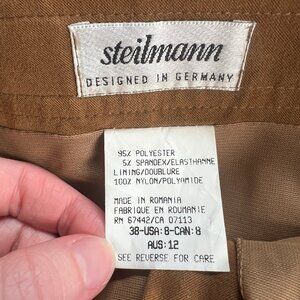 steilmann
DESIGNED IN GERMANY
95% POLYESTER
5% SPANDEX/ELASTHANNE
LINING/DOUBLURE
100% NYLON/POLYAMIDE
MADE IN ROMANIA
FABRIQUE EN ROUMANIE
RN 67442/CA 07113
38-USA:8-CAN:8
AUS:12
SEE REVERSE FOR CARE